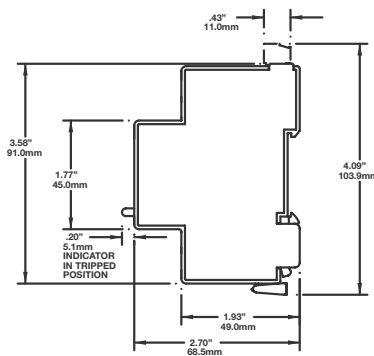 .43"
11.0mm
3.58"
91.0mm
1.77"
45.0mm
4.09"
103.9mm
.20"
5.1mm
INDICATOR
IN TRIPPED
POSITION
1.93"
49.0mm
2.70"
68.5mm